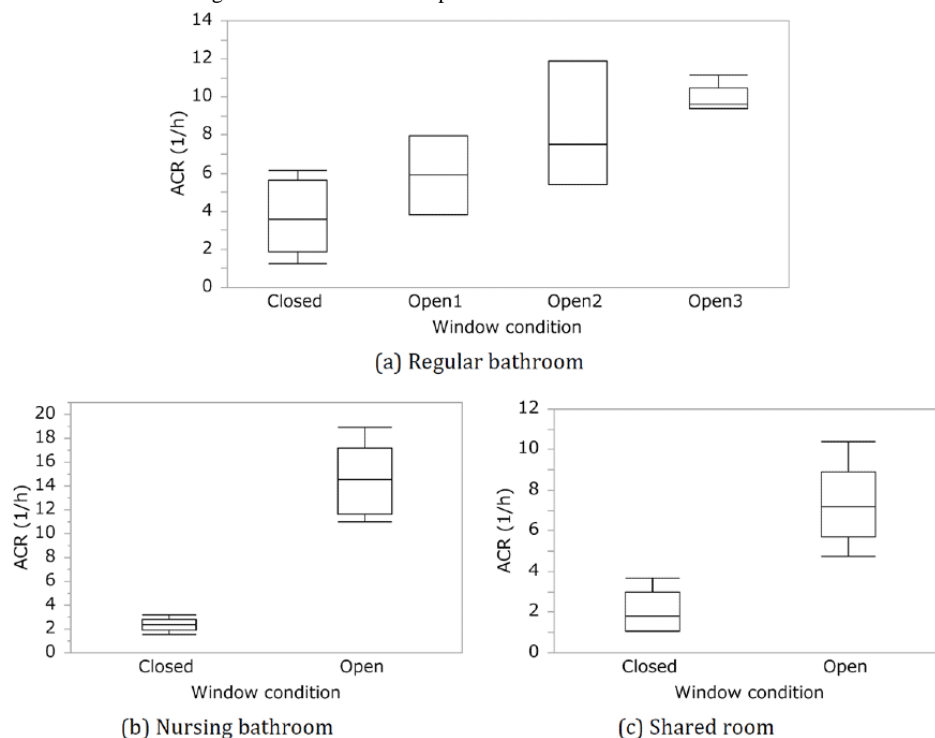 14
12
10
8
6
4
2
0
ACR (1/h)
Closed Open1 Open2 Open3
Window condition
(a) Regular bathroom
20
18
16
14
12
10
8
6
4
2
0
ACR (1/h)
Closed Open
Window condition
(b) Nursing bathroom
12
10
8
6
4
2
0
ACR (1/h)
Closed Open
Window condition
(c) Shared room